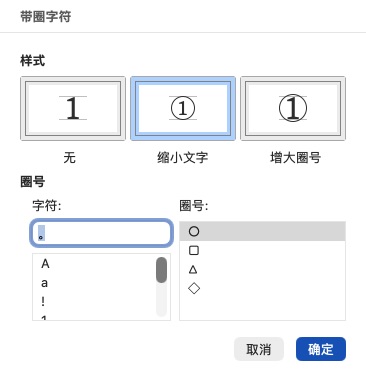 带圈字符
样式
1 ① ①
无 缩小文字 增大圈号
圈号
字符: 圈号:
。 ○
A □
a △
! ◇
1
取消 确定